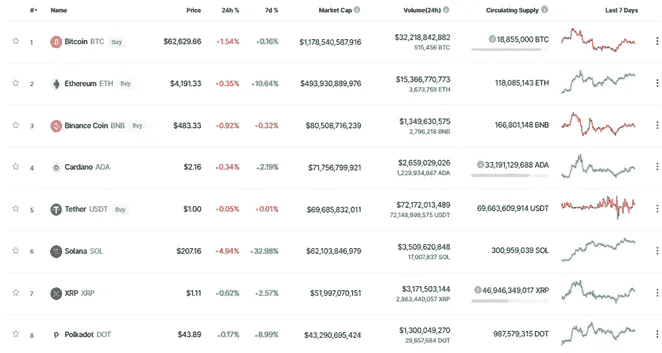 # Name Price 24h % 7d % Market Cap Volume(24h) Circulating Supply Last 7 Days
1 Bitcoin BTC Buy $62,629.66 1.54% 0.16% $1,178,540,587,916 $32,218,842,882 18,855,000 BTC
515,456 BTC
2 Ethereum ETH Buy $4,191.33 0.35% 10.64% $493,930,889,976 $15,366,770,773 118,085,143 ETH
3,673,768 ETH
3 Binance Coin BNB Buy $483.33 0.92% 0.32% $80,508,716,239 $1,349,630,575 166,801,148 BNB
2,796,218 BNB
4 Cardano ADA $2.16 0.34% 2.19% $71,756,799,921 $2,659,029,026 33,191,129,688 ADA
1,229,934,687 ADA
5 Tether USDT Buy $1.00 0.05% 0.01% $69,685,832,011 $72,172,013,489 69,663,609,914 USDT
72,148,998,575 USDT
6 Solana SOL $207.16 4.94% 32.98% $62,103,846,979 $3,509,620,848 300,959,039 SOL
17,007,837 SOL
7 XRP XRP $1.11 0.62% 2.57% $51,997,070,151 $3,171,503,144 46,946,349,017 XRP
2,863,440,057 XRP
8 Polkadot DOT $43.89 0.17% 8.99% $43,290,695,424 $1,300,049,270 987,579,315 DOT
29,657,684 DOT